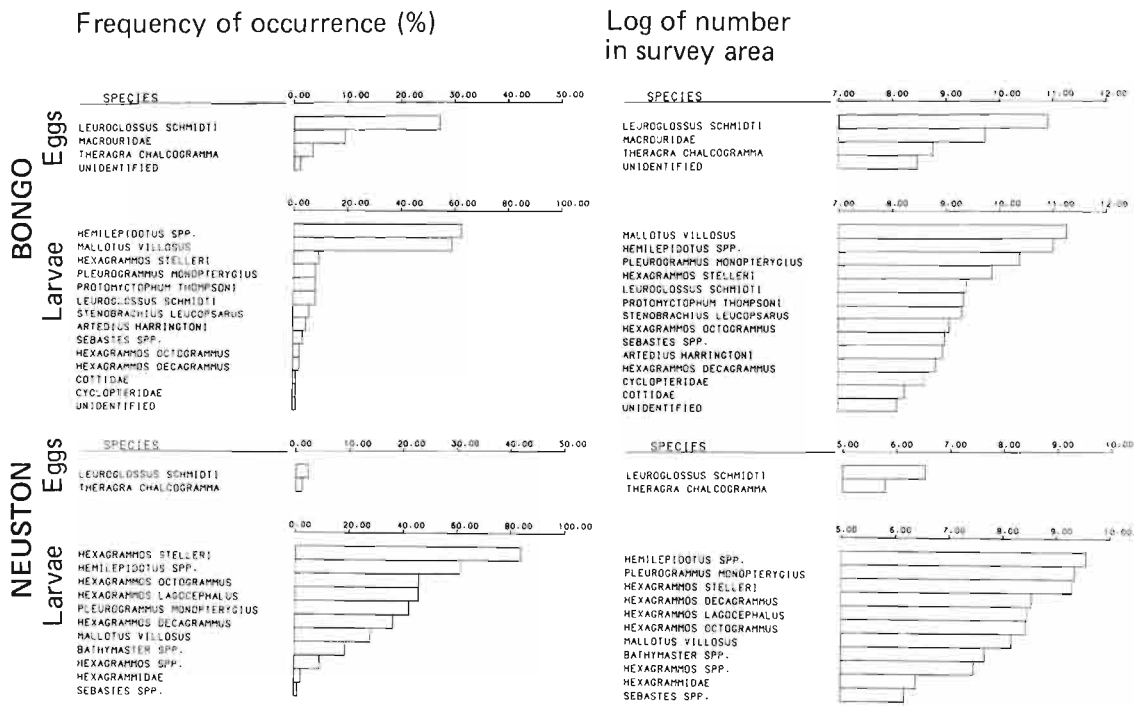 Frequency of occurrence (%)
Log of number
in survey area
BONGO
Eggs
SPECIES
0.00 10.00 20.00 30.00 40.00 50.00
LEUROGLOSSUS SCHMIDTI
MACROURIDAE
THERAGRA CHALCOGRAMMA
UNIDENTIFIED
SPECIES
7.00 8.00 9.00 10.00 11.00 12.00
LEUROGLOSSUS SCHMIDTI
MACROURIDAE
THERAGRA CHALCOGRAMMA
UNIDENTIFIED
Larvae
0.00 20.00 40.00 60.00 80.00 100.00
HEMILEPIDOTUS SPP.
MALLOTUS VILLOSUS
HEXAGRAMMOS STELLERI
PLEUROGRAMMUS MONOPTERYGIUS
PROTOMYCTOPHUM THOMPSONI
LEUROGLOSSUS SCHMIDTI
STENOBRACHIUS LEUCOPSARUS
ARTEDIUS HARRINGTONI
SEBASTES SPP.
HEXAGRAMMOS OCTOGRAMMUS
HEXAGRAMMOS DECAGRAMMUS
COTTIDAE
CYCLOPTERIDAE
UNIDENTIFIED
7.00 8.00 9.00 10.00 11.00 12.00
MALLOTUS VILLOSUS
HEMILEPIDOTUS SPP.
PLEUROGRAMMUS MONOPTERYGIUS
HEXAGRAMMOS STELLERI
LEUROGLOSSUS SCHMIDTI
PROTOMYCTOPHUM THOMPSONI
STENOBRACHIUS LEUCOPSARUS
HEXAGRAMMOS OCTOGRAMMUS
SEBASTES SPP.
ARTEDIUS HARRINGTONI
HEXAGRAMMOS DECAGRAMMUS
CYCLOPTERIDAE
COTTIDAE
UNIDENTIFIED
NEUSTON
Eggs
SPECIES
0.00 10.00 20.00 30.00 40.00 50.00
LEUROGLOSSUS SCHMIDTI
THERAGRA CHALCOGRAMMA
SPECIES
5.00 6.00 7.00 8.00 9.00 10.00
LEUROGLOSSUS SCHMIDTI
THERAGRA CHALCOGRAMMA
Larvae
0.00 20.00 40.00 60.00 80.00 100.00
HEXAGRAMMOS STELLERI
HEMILEPIDOTUS SPP.
HEXAGRAMMOS OCTOGRAMMUS
HEXAGRAMMOS LAGOCEPHALUS
PLEUROGRAMMUS MONOPTERYGIUS
HEXAGRAMMOS DECAGRAMMUS
MALLOTUS VILLOSUS
BATHYMASTER SPP.
HEXAGRAMMOS SPP.
HEXAGRAMMIDAE
SEBASTES SPP.
5.00 6.00 7.00 8.00 9.00 10.00
HEMILEPIDOTUS SPP.
PLEUROGRAMMUS MONOPTERYGIUS
HEXAGRAMMOS STELLERI
HEXAGRAMMOS DECAGRAMMUS
HEXAGRAMMOS LAGOCEPHALUS
HEXAGRAMMOS OCTOGRAMMUS
MALLOTUS VILLOSUS
BATHYMASTER SPP.
HEXAGRAMMOS SPP.
HEXAGRAMMIDAE
SEBASTES SPP.